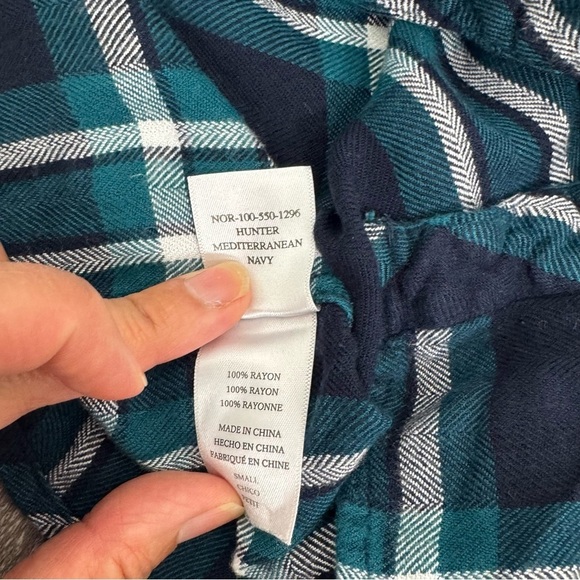 NOR-100-550-1296
HUNTER
MEDITERRANEAN
NAVY
100% RAYON
100% RAYON
100% RAYONNE
MADE IN CHINA
HECHO EN CHINA
FABRIQUÉ EN CHINE
SMALL
CHICO
PETIT